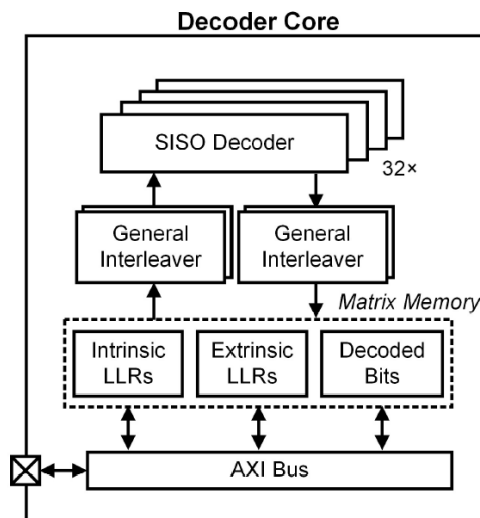 Decoder Core
SISO Decoder
32×
General
Interleaver
General
Interleaver
Matrix Memory
Intrinsic
LLRs
Extrinsic
LLRs
Decoded
Bits
AXI Bus